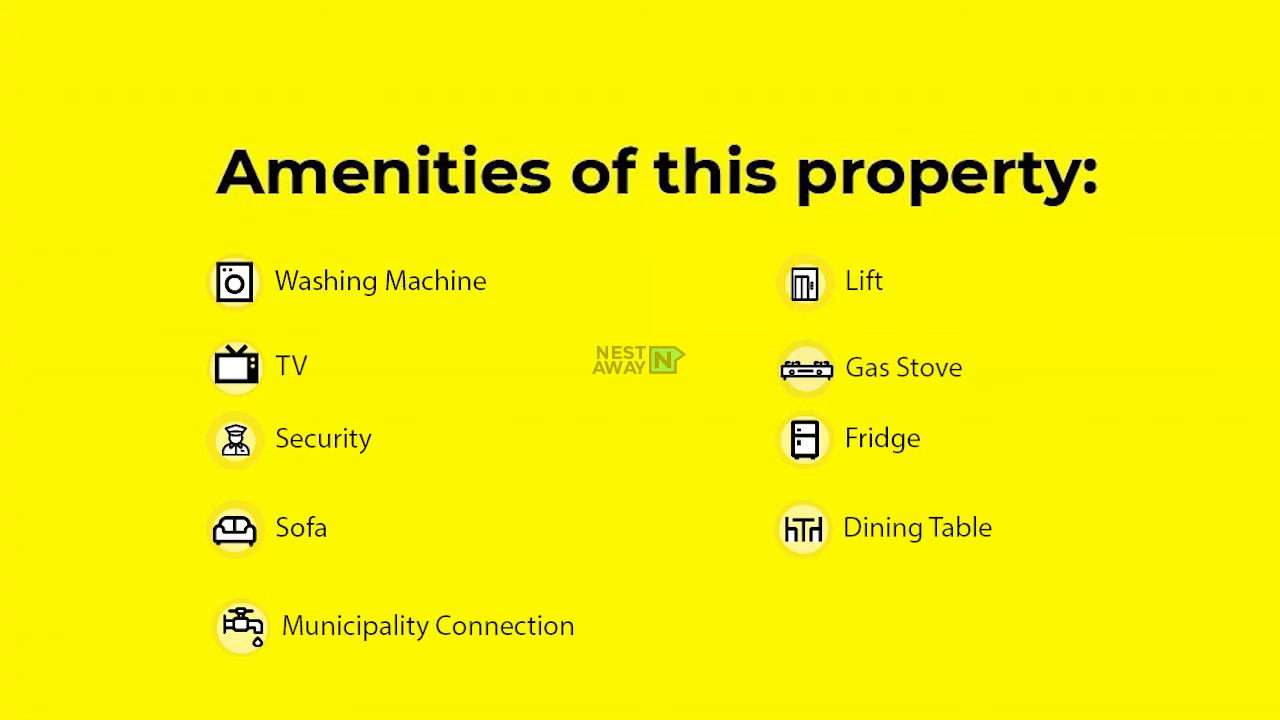 Amenities of this property:
Washing Machine
Lift
TV
Gas Stove
NEST
AWAY N
Security
Fridge
Sofa
Dining Table
Municipality Connection